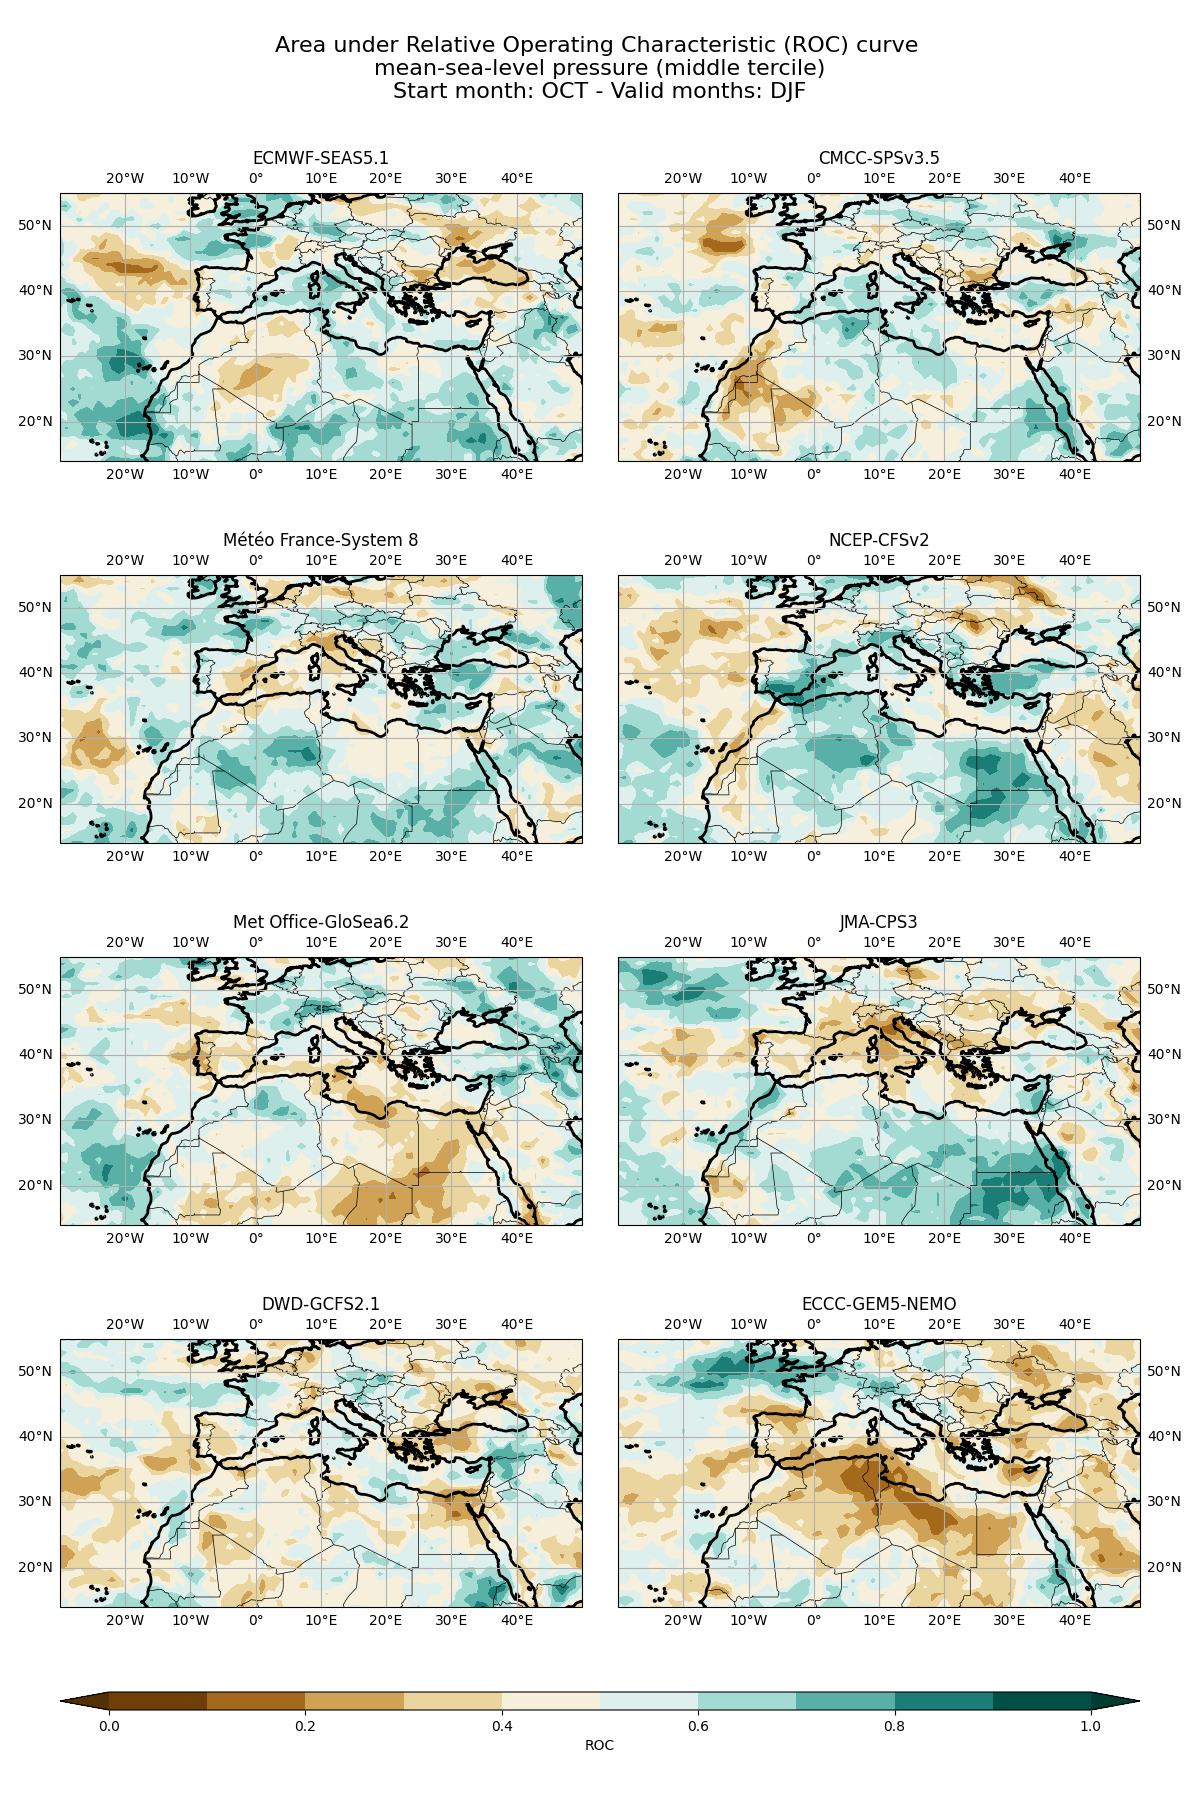 Area under Relative Operating Characteristic (ROC) curve
mean-sea-level pressure (middle tercile)
Start month: OCT - Valid months: DJF
ECMWF-SEAS5.1
20°W 10°W 0° 10°E 20°E 30°E 40°E
50°N
40°N
30°N
20°N
20°W 10°W 0° 10°E 20°E 30°E 40°E
CMCC-SPSv3.5
20°W 10°W 0° 10°E 20°E 30°E 40°E
50°N
40°N
30°N
20°N
20°W 10°W 0° 10°E 20°E 30°E 40°E
Météo France-System 8
20°W 10°W 0° 10°E 20°E 30°E 40°E
50°N
40°N
30°N
20°N
20°W 10°W 0° 10°E 20°E 30°E 40°E
NCEP-CFSv2
20°W 10°W 0° 10°E 20°E 30°E 40°E
50°N
40°N
30°N
20°N
20°W 10°W 0° 10°E 20°E 30°E 40°E
Met Office-GloSea6.2
20°W 10°W 0° 10°E 20°E 30°E 40°E
50°N
40°N
30°N
20°N
20°W 10°W 0° 10°E 20°E 30°E 40°E
JMA-CPS3
20°W 10°W 0° 10°E 20°E 30°E 40°E
50°N
40°N
30°N
20°N
20°W 10°W 0° 10°E 20°E 30°E 40°E
DWD-GCFS2.1
20°W 10°W 0° 10°E 20°E 30°E 40°E
50°N
40°N
30°N
20°N
20°W 10°W 0° 10°E 20°E 30°E 40°E
ECCC-GEM5-NEMO
20°W 10°W 0° 10°E 20°E 30°E 40°E
50°N
40°N
30°N
20°N
20°W 10°W 0° 10°E 20°E 30°E 40°E
0.0 0.2 0.4 0.6 0.8 1.0
ROC